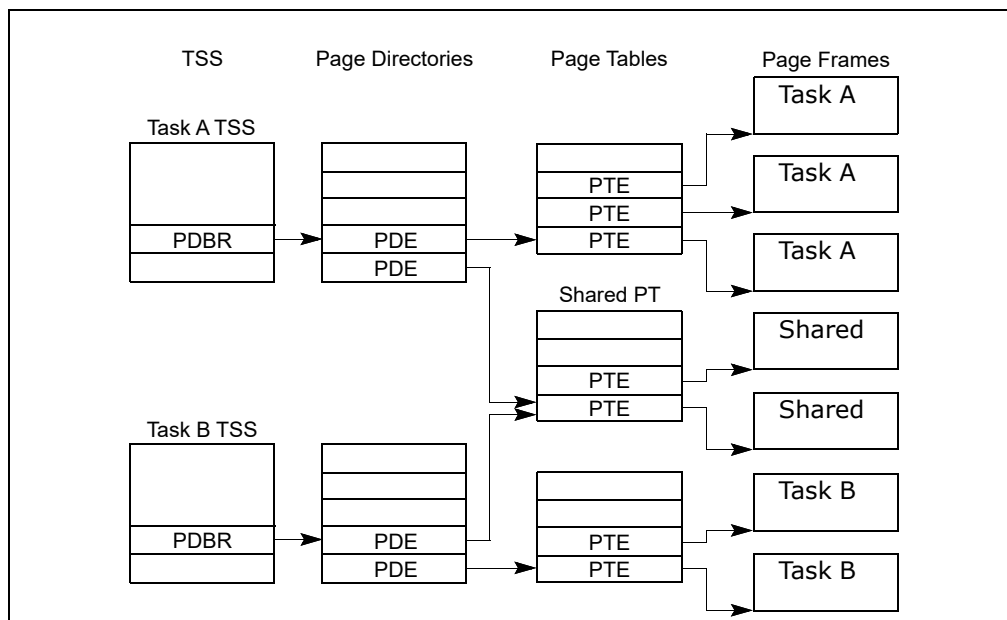 TSS Page Directories Page Tables Page Frames
Task A
Task A TSS
Task A
PTE
PTE
PDBR PDE PTE
Task A
PDE
Shared PT
Shared
PTE
PTE
Shared
Task B TSS
Task B
PDBR PDE PTE
PDE PTE
Task B